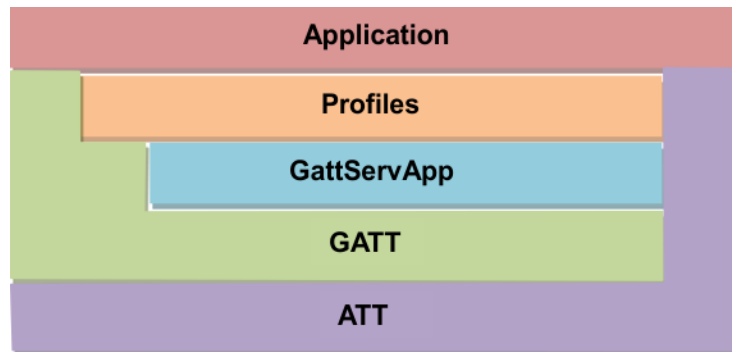 Application
Profiles
GattServApp
GATT
ATT